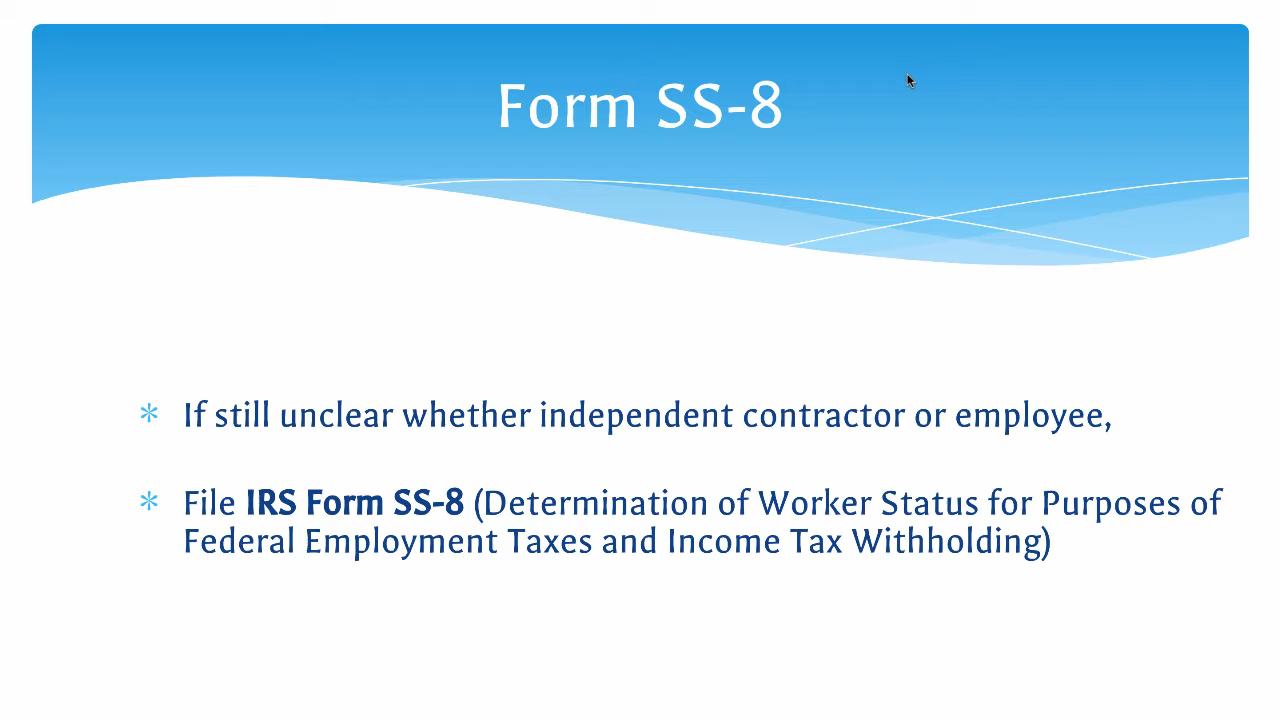 Form SS-8
* If still unclear whether independent contractor or employee,
* File IRS Form SS-8 (Determination of Worker Status for Purposes of
Federal Employment Taxes and Income Tax Withholding)